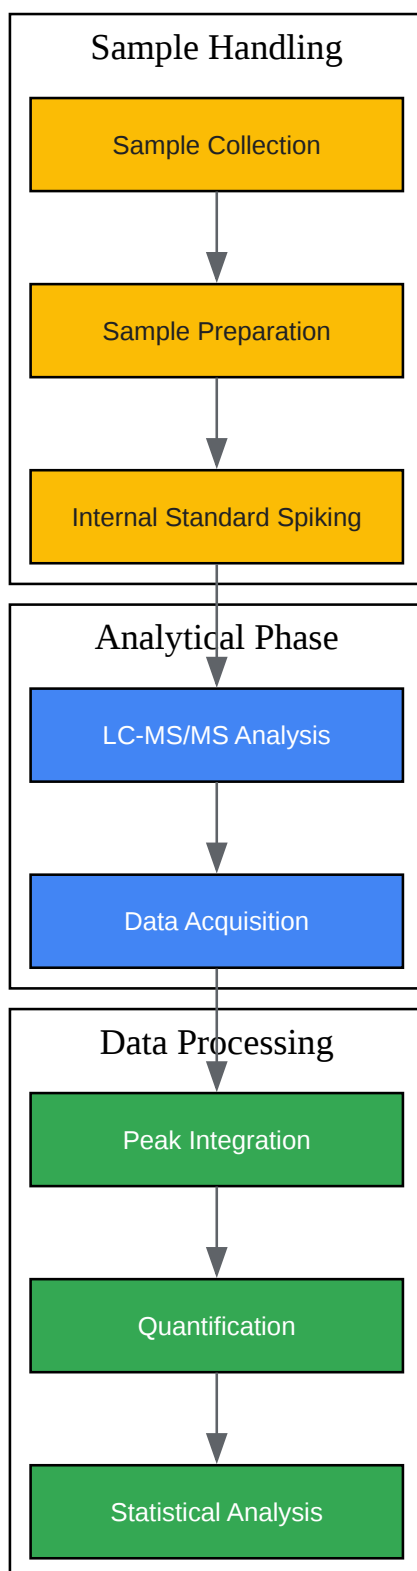 Sample Handling
Sample Collection
Sample Preparation
Internal Standard Spiking
Analytical Phase
LC-MS/MS Analysis
Data Acquisition
Data Processing
Peak Integration
Quantification
Statistical Analysis